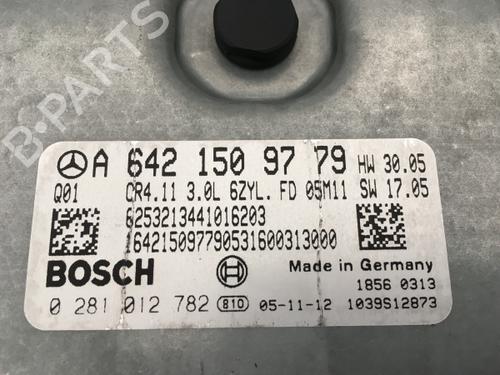 A 642 150 97 79 HW 30.05
Q01 CR4.11 3.0L 6ZYL. FD 05M11 SW 17.05
6253213441016203
16421509779053160031300​0
BOSCH Made in Germany
1856 0313
0 281 012 782 810 05-11-12 1039S12873
B-PARTS